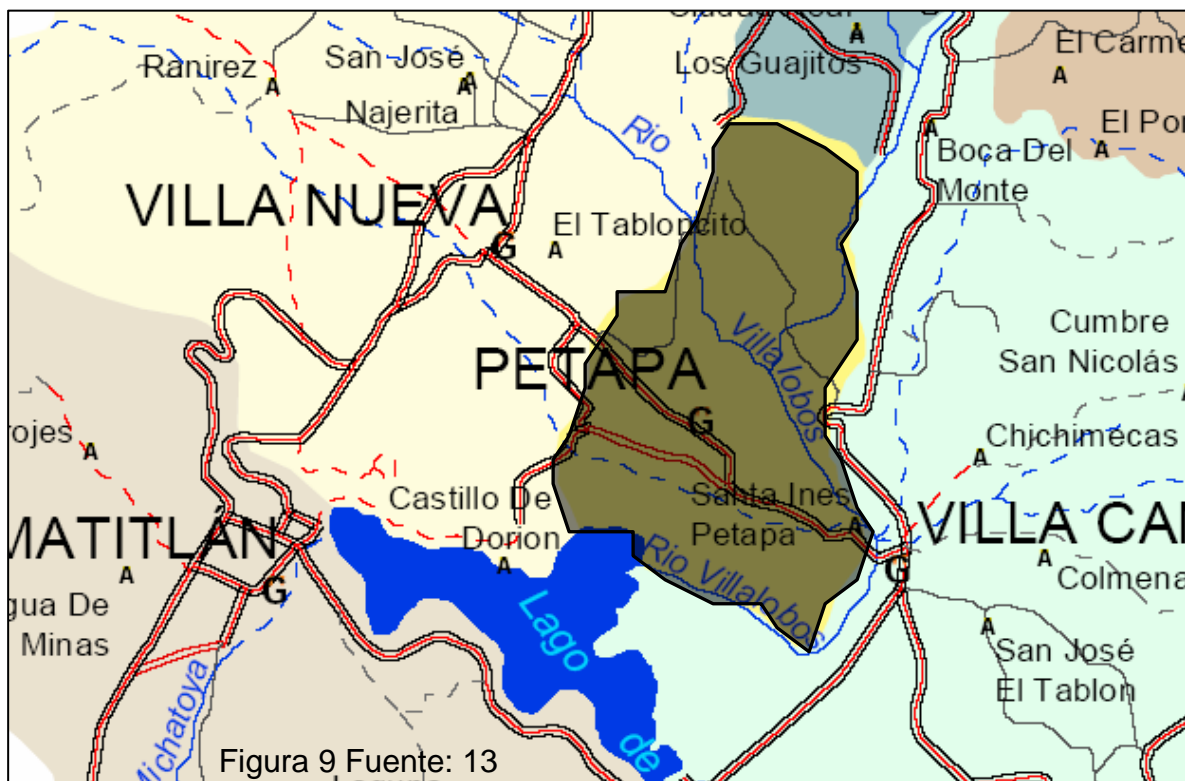 Los Guajitos
El Carme
San José
Ranirez
Najerita
Rio
El Por
Boca Del
Monte
VILLA NUEVA
El Tabloncito
G
Villalobos
Cumbre
San Nicolás
PETAPA
G
rojes
Chichimecas
Castillo De
Dorion
Santa Ines
Petapa
MATITLÁN
VILLA CA
G
G
Colmena
gua De
Minas
Rio Villalobos
Lago
de
San José
El Tablon
Michatoya
Figura 9 Fuente: 13